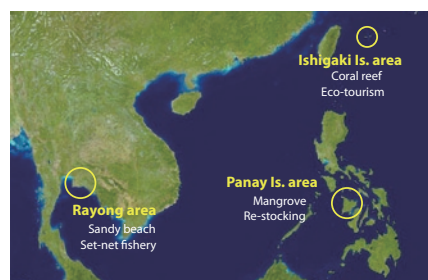 Ishigaki Is. area
Coral reef
Eco-tourism
Panay Is. area
Mangrove
Re-stocking
Rayong area
Sandy beach
Set-net fishery